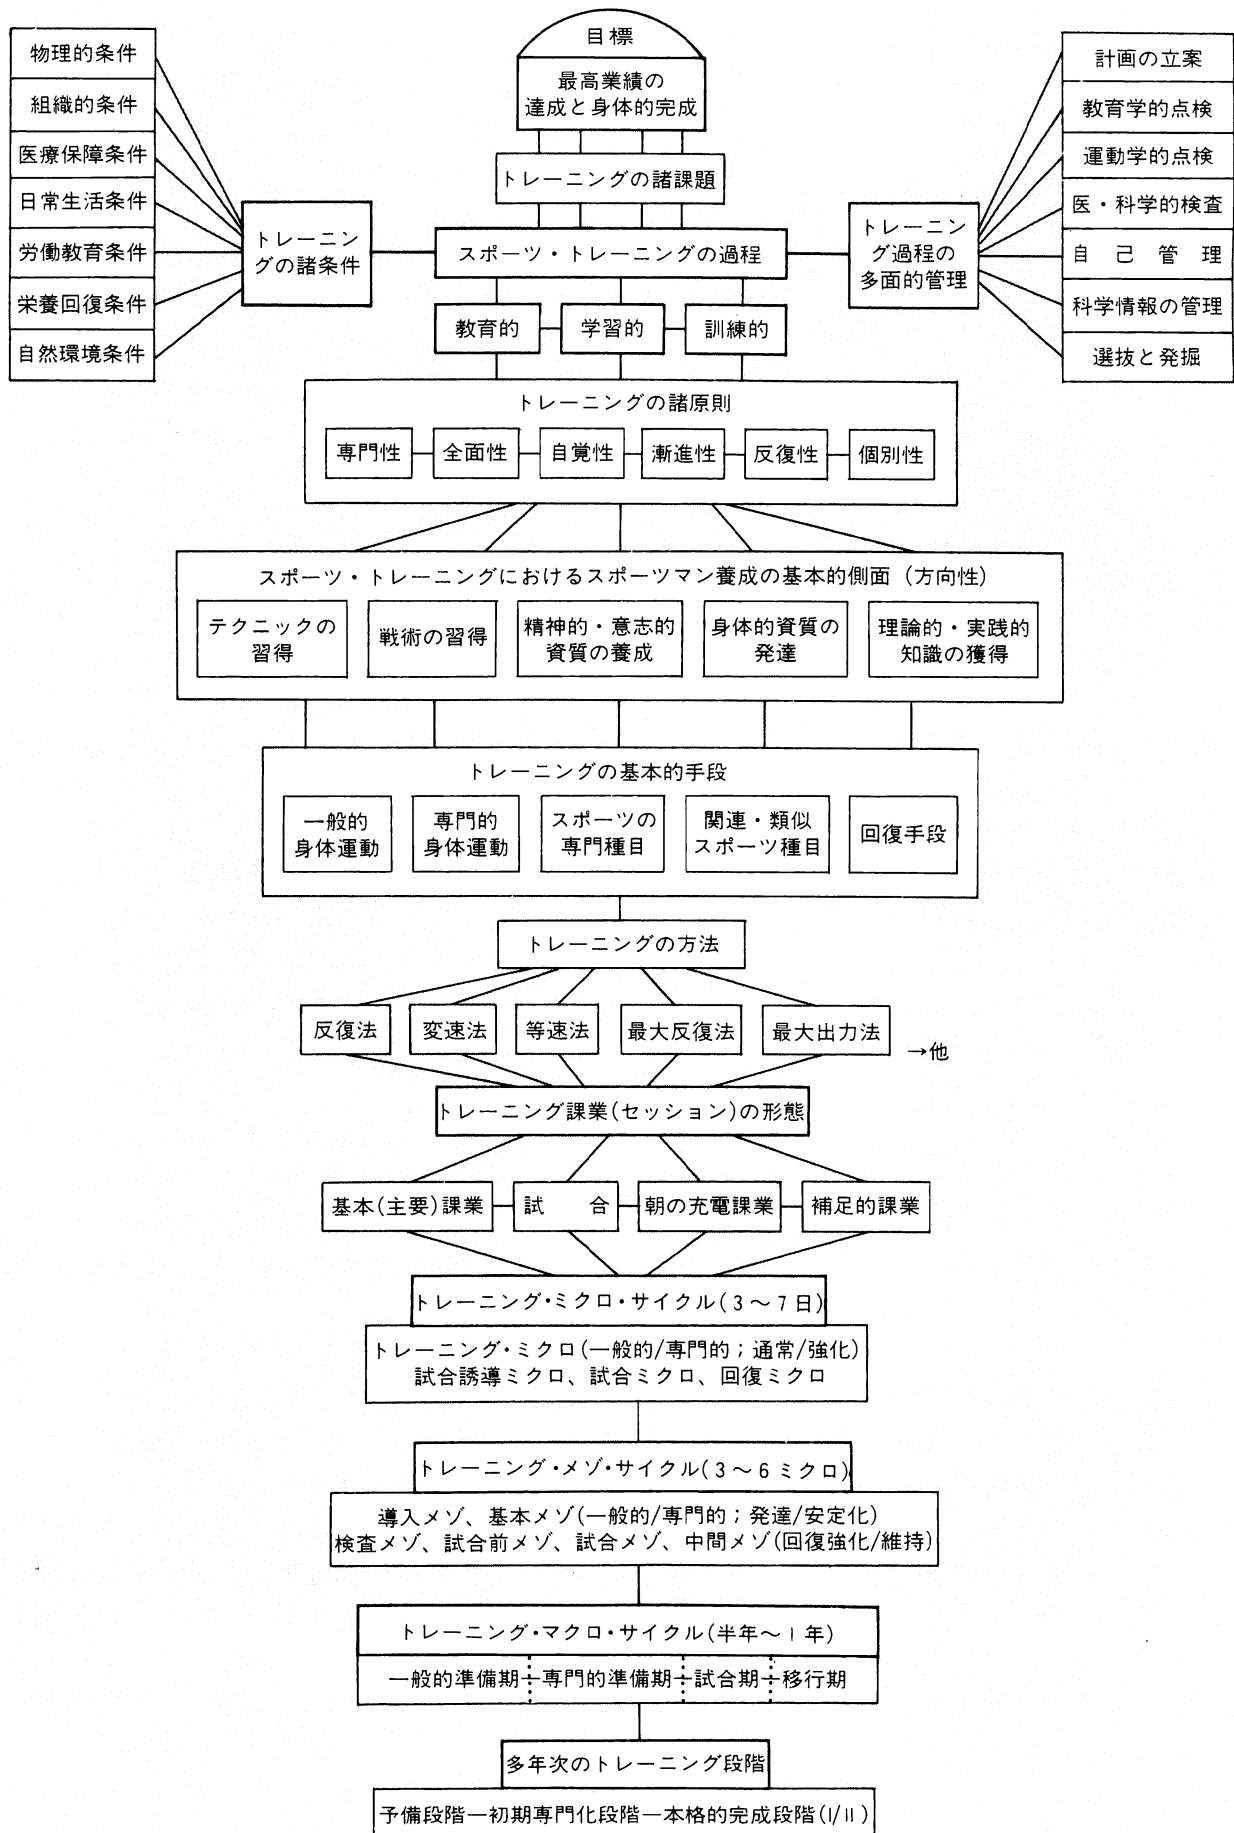 目標
最高業績の
達成と身体的完成
トレーニングの諸課題
物理的条件
組織的条件
医療保障条件
日常生活条件
労働教育条件
栄養回復条件
自然環境条件
トレーニン
グの諸条件
スポーツ・トレーニングの過程
トレーニン
グ過程の
多面的管理
計画の立案
教育学的点検
運動学的点検
医・科学的検査
自己管理
科学情報の管理
選抜と発掘
教育的 学習的 訓練的
トレーニングの諸原則
専門性 全面性 自覚性 漸進性 反復性 個別性
スポーツ・トレーニングにおけるスポーツマン養成の基本的側面(方向性)
テクニックの
習得
戦術の習得
精神的・意志的
資質の養成
身体的資質の
発達
理論的・実践的
知識の獲得
トレーニングの基本的手段
一般的
身体運動
専門的
身体運動
スポーツの
専門種目
関連・類似
スポーツ種目
回復手段
トレーニングの方法
反復法 変速法 等速法 最大反復法 最大出力法 →他
トレーニング課業(セッション)の形態
基本(主要)課業 試合 朝の充電課業 補足的課業
トレーニング・ミクロ・サイクル(3~7日)
トレーニング・ミクロ(一般的/専門的;通常/強化)
試合誘導ミクロ、試合ミクロ、回復ミクロ
トレーニング・メゾ・サイクル(3~6ミクロ)
導入メゾ、基本メゾ(一般的/専門的;発達/安定化)
検査メゾ、試合前メゾ、試合メゾ、中間メゾ(回復強化/維持)
トレーニング・マクロ・サイクル(半年~1年)
一般的準備期─専門的準備期─試合期─移行期
多年次のトレーニング段階
予備段階─初期専門化段階─本格的完成段階(I/II)